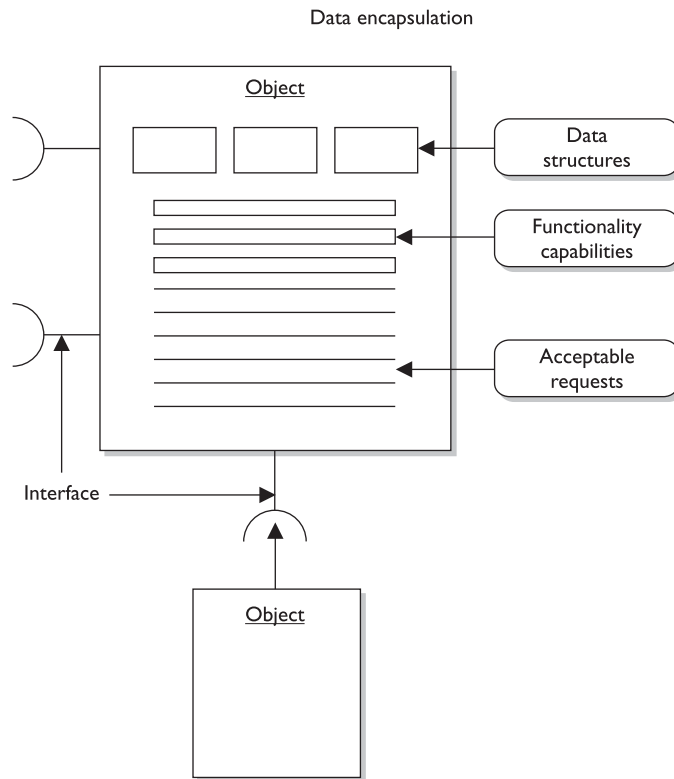 Data encapsulation
Object
Data
structures
Functionality
capabilities
Acceptable
requests
Interface
Object